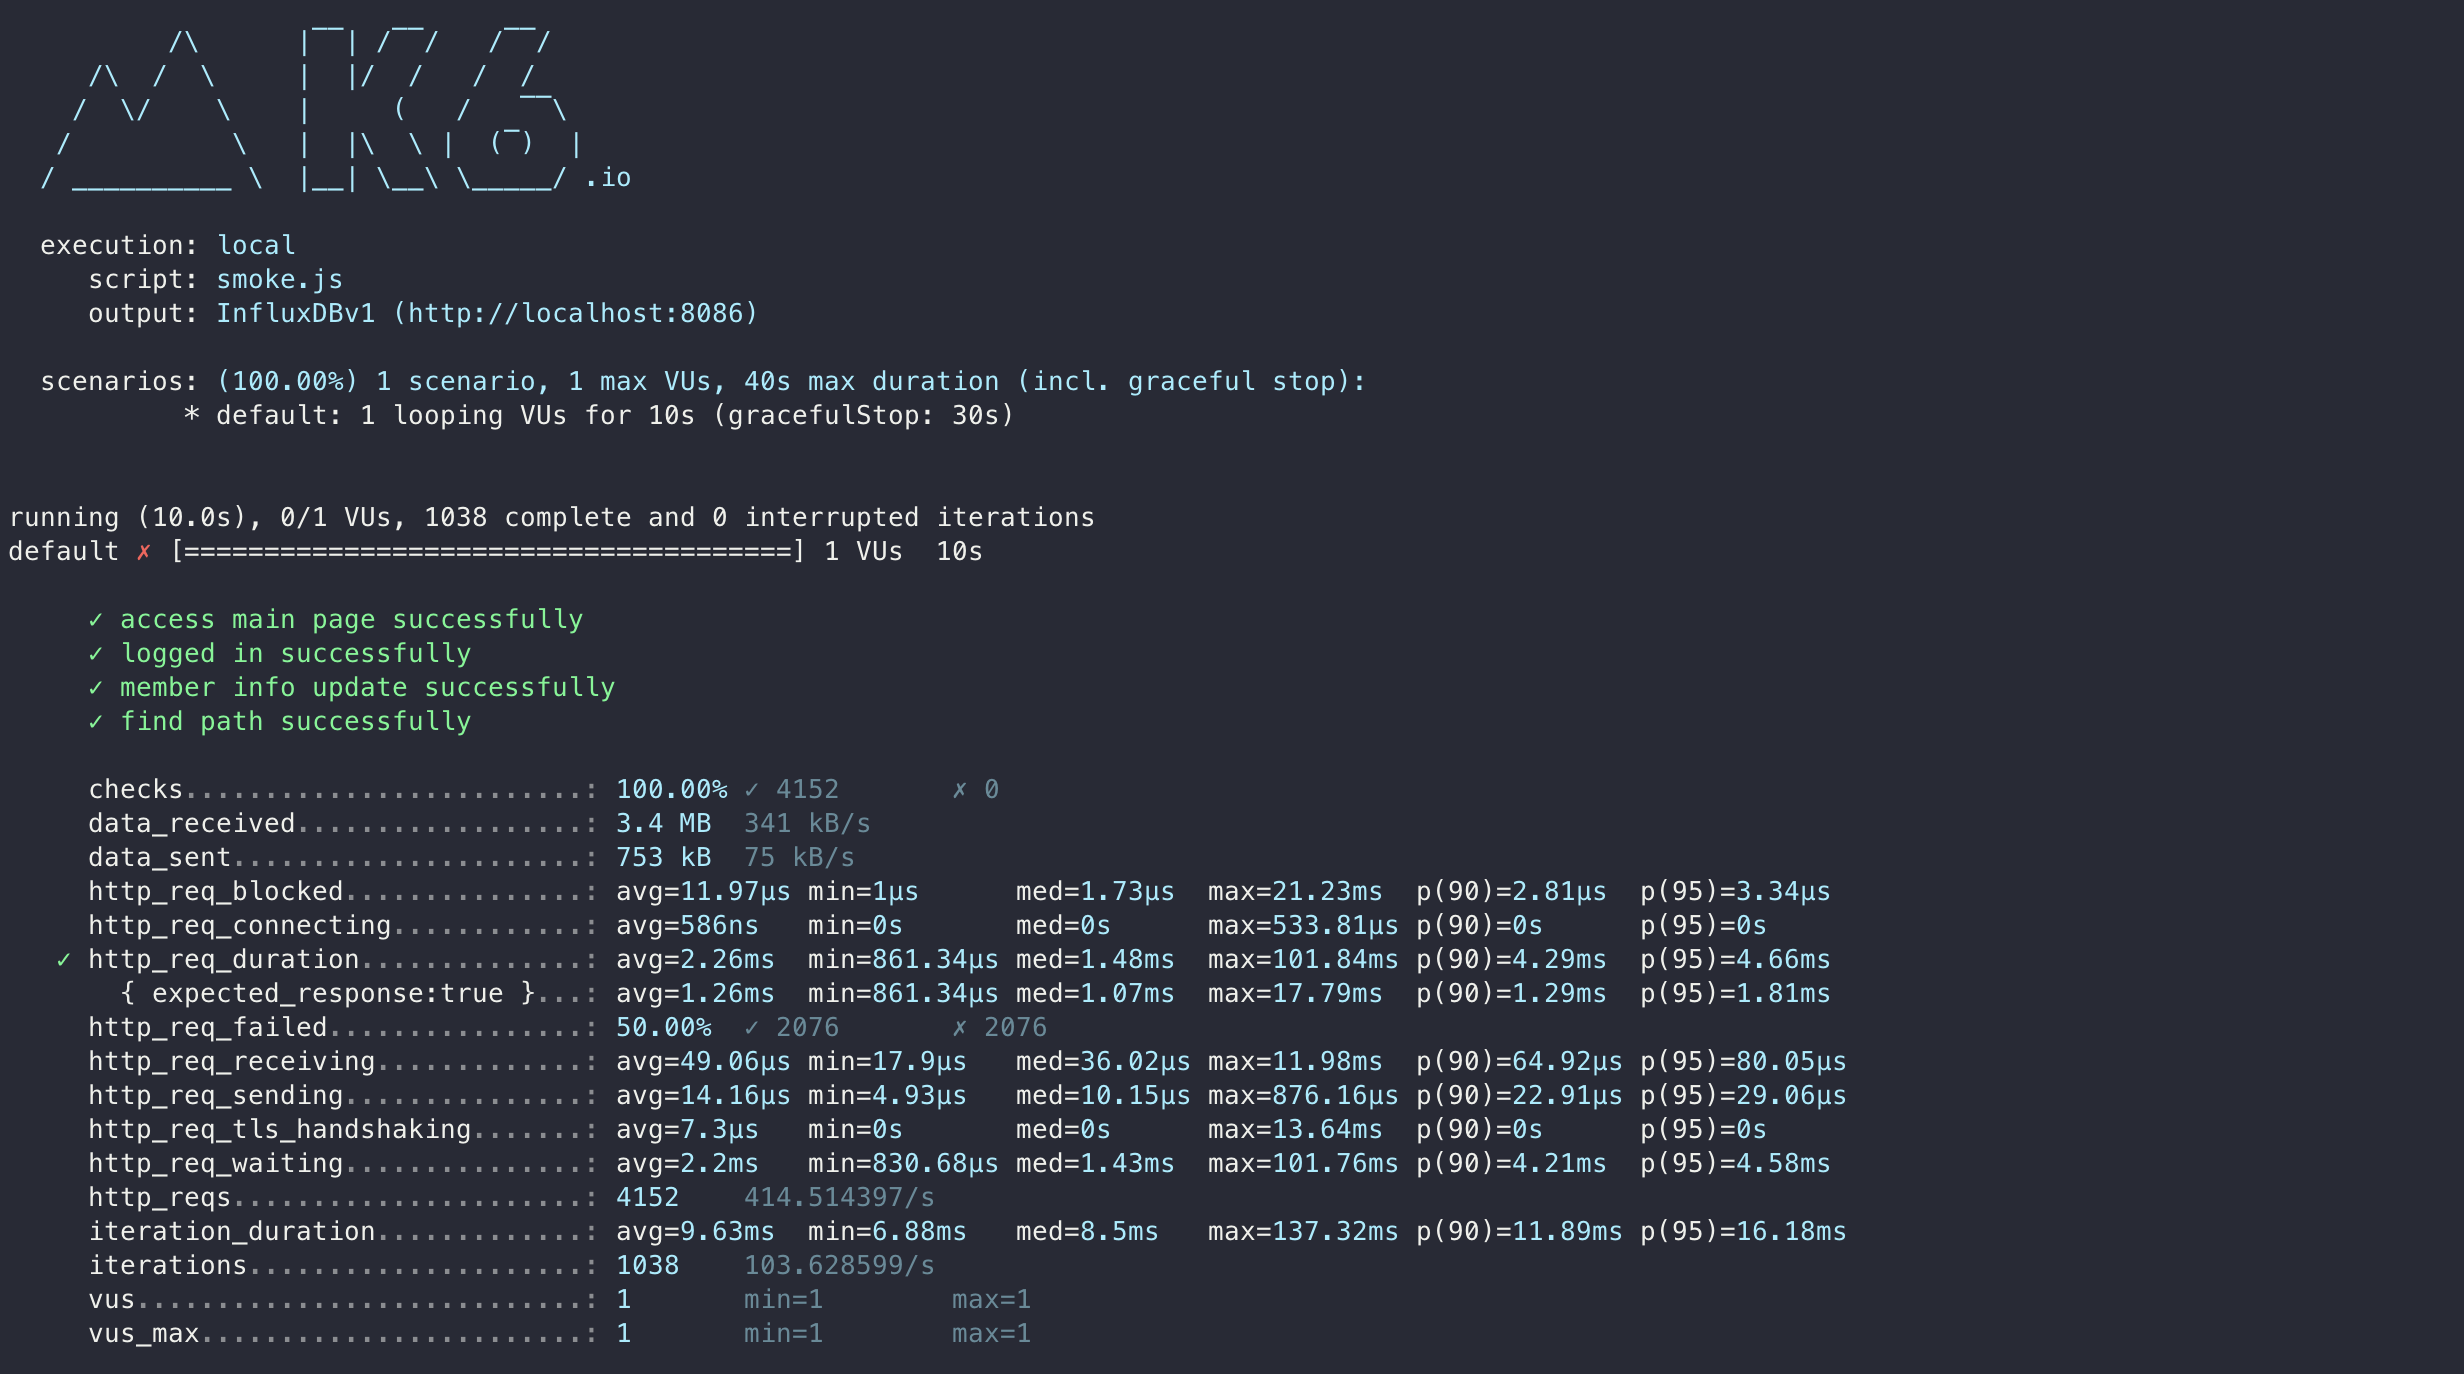 /\      |‾‾| /‾‾/   /‾‾/
     /\  /  \     |  |/  /   /  /
    /  \/    \    |     (   /   ‾‾\
   /          \   |  |\  \ |  (‾)  |
  / __________ \  |__| \__\ \_____/ .io
execution: local
script: smoke.js
output: InfluxDBv1 (http://localhost:8086)
scenarios: (100.00%) 1 scenario, 1 max VUs, 40s max duration (incl. graceful stop):
* default: 1 looping VUs for 10s (gracefulStop: 30s)
running (10.0s), 0/1 VUs, 1038 complete and 0 interrupted iterations
default ✗ [======================================] 1 VUs  10s
✓ access main page successfully
✓ logged in successfully
✓ member info update successfully
✓ find path successfully
checks.........................: 100.00% ✓ 4152       ✗ 0
data_received..................: 3.4 MB  341 kB/s
data_sent......................: 753 kB  75 kB/s
http_req_blocked...............: avg=11.97µs min=1µs      med=1.73µs  max=21.23ms  p(90)=2.81µs  p(95)=3.34µs
http_req_connecting............: avg=586ns   min=0s       med=0s      max=533.81µs p(90)=0s      p(95)=0s
✓ http_req_duration..............: avg=2.26ms  min=861.34µs med=1.48ms  max=101.84ms p(90)=4.29ms  p(95)=4.66ms
{ expected_response:true }...: avg=1.26ms  min=861.34µs med=1.07ms  max=17.79ms  p(90)=1.29ms  p(95)=1.81ms
http_req_failed................: 50.00%  ✓ 2076       ✗ 2076
http_req_receiving.............: avg=49.06µs min=17.9µs   med=36.02µs max=11.98ms  p(90)=64.92µs p(95)=80.05µs
http_req_sending...............: avg=14.16µs min=4.93µs   med=10.15µs max=876.16µs p(90)=22.91µs p(95)=29.06µs
http_req_tls_handshaking.......: avg=7.3µs   min=0s       med=0s      max=13.64ms  p(90)=0s      p(95)=0s
http_req_waiting...............: avg=2.2ms   min=830.68µs med=1.43ms  max=101.76ms p(90)=4.21ms  p(95)=4.58ms
http_reqs......................: 4152    414.514397/s
iteration_duration.............: avg=9.63ms  min=6.88ms   med=8.5ms   max=137.32ms p(90)=11.89ms p(95)=16.18ms
iterations.....................: 1038    103.628599/s
vus............................: 1       min=1        max=1
vus_max........................: 1       min=1        max=1